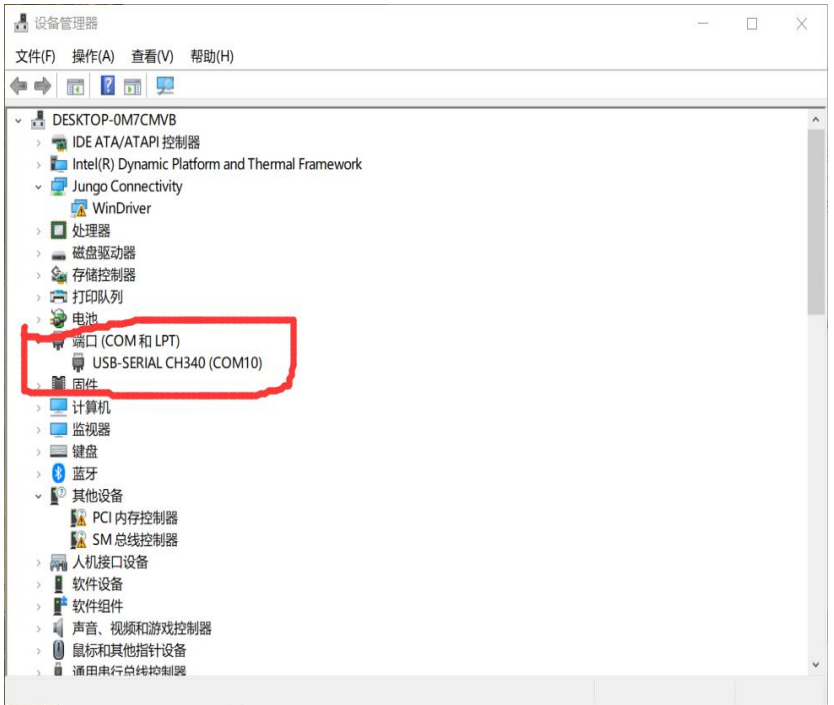 设备管理器
文件(F) 操作(A) 查看(V) 帮助(H)
DESKTOP-0M7CMVB
IDE ATA/ATAPI 控制器
Intel(R) Dynamic Platform and Thermal Framework
Jungo Connectivity
WinDriver
处理器
磁盘驱动器
存储控制器
打印队列
电池
端口 (COM 和 LPT)
USB-SERIAL CH340 (COM10)
固件
计算机
监视器
键盘
蓝牙
其他设备
PCI 内存控制器
SM 总线控制器
人机接口设备
软件设备
软件组件
声音、视频和游戏控制器
鼠标和其他指针设备
通用串行总线控制器